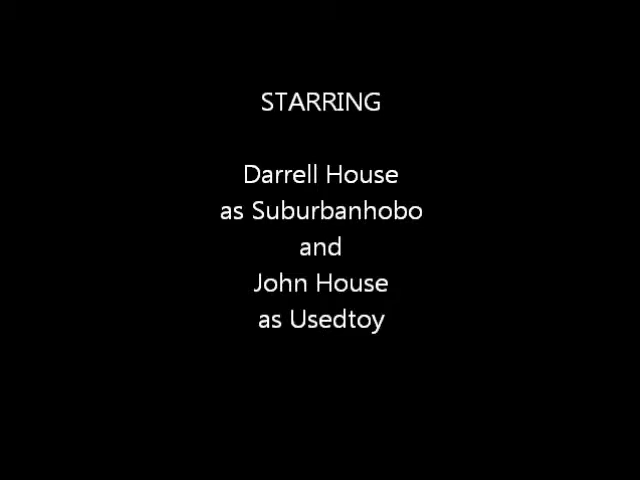 STARRING
Darrell House
as Suburbanhobo
and
John House
as Usedtoy